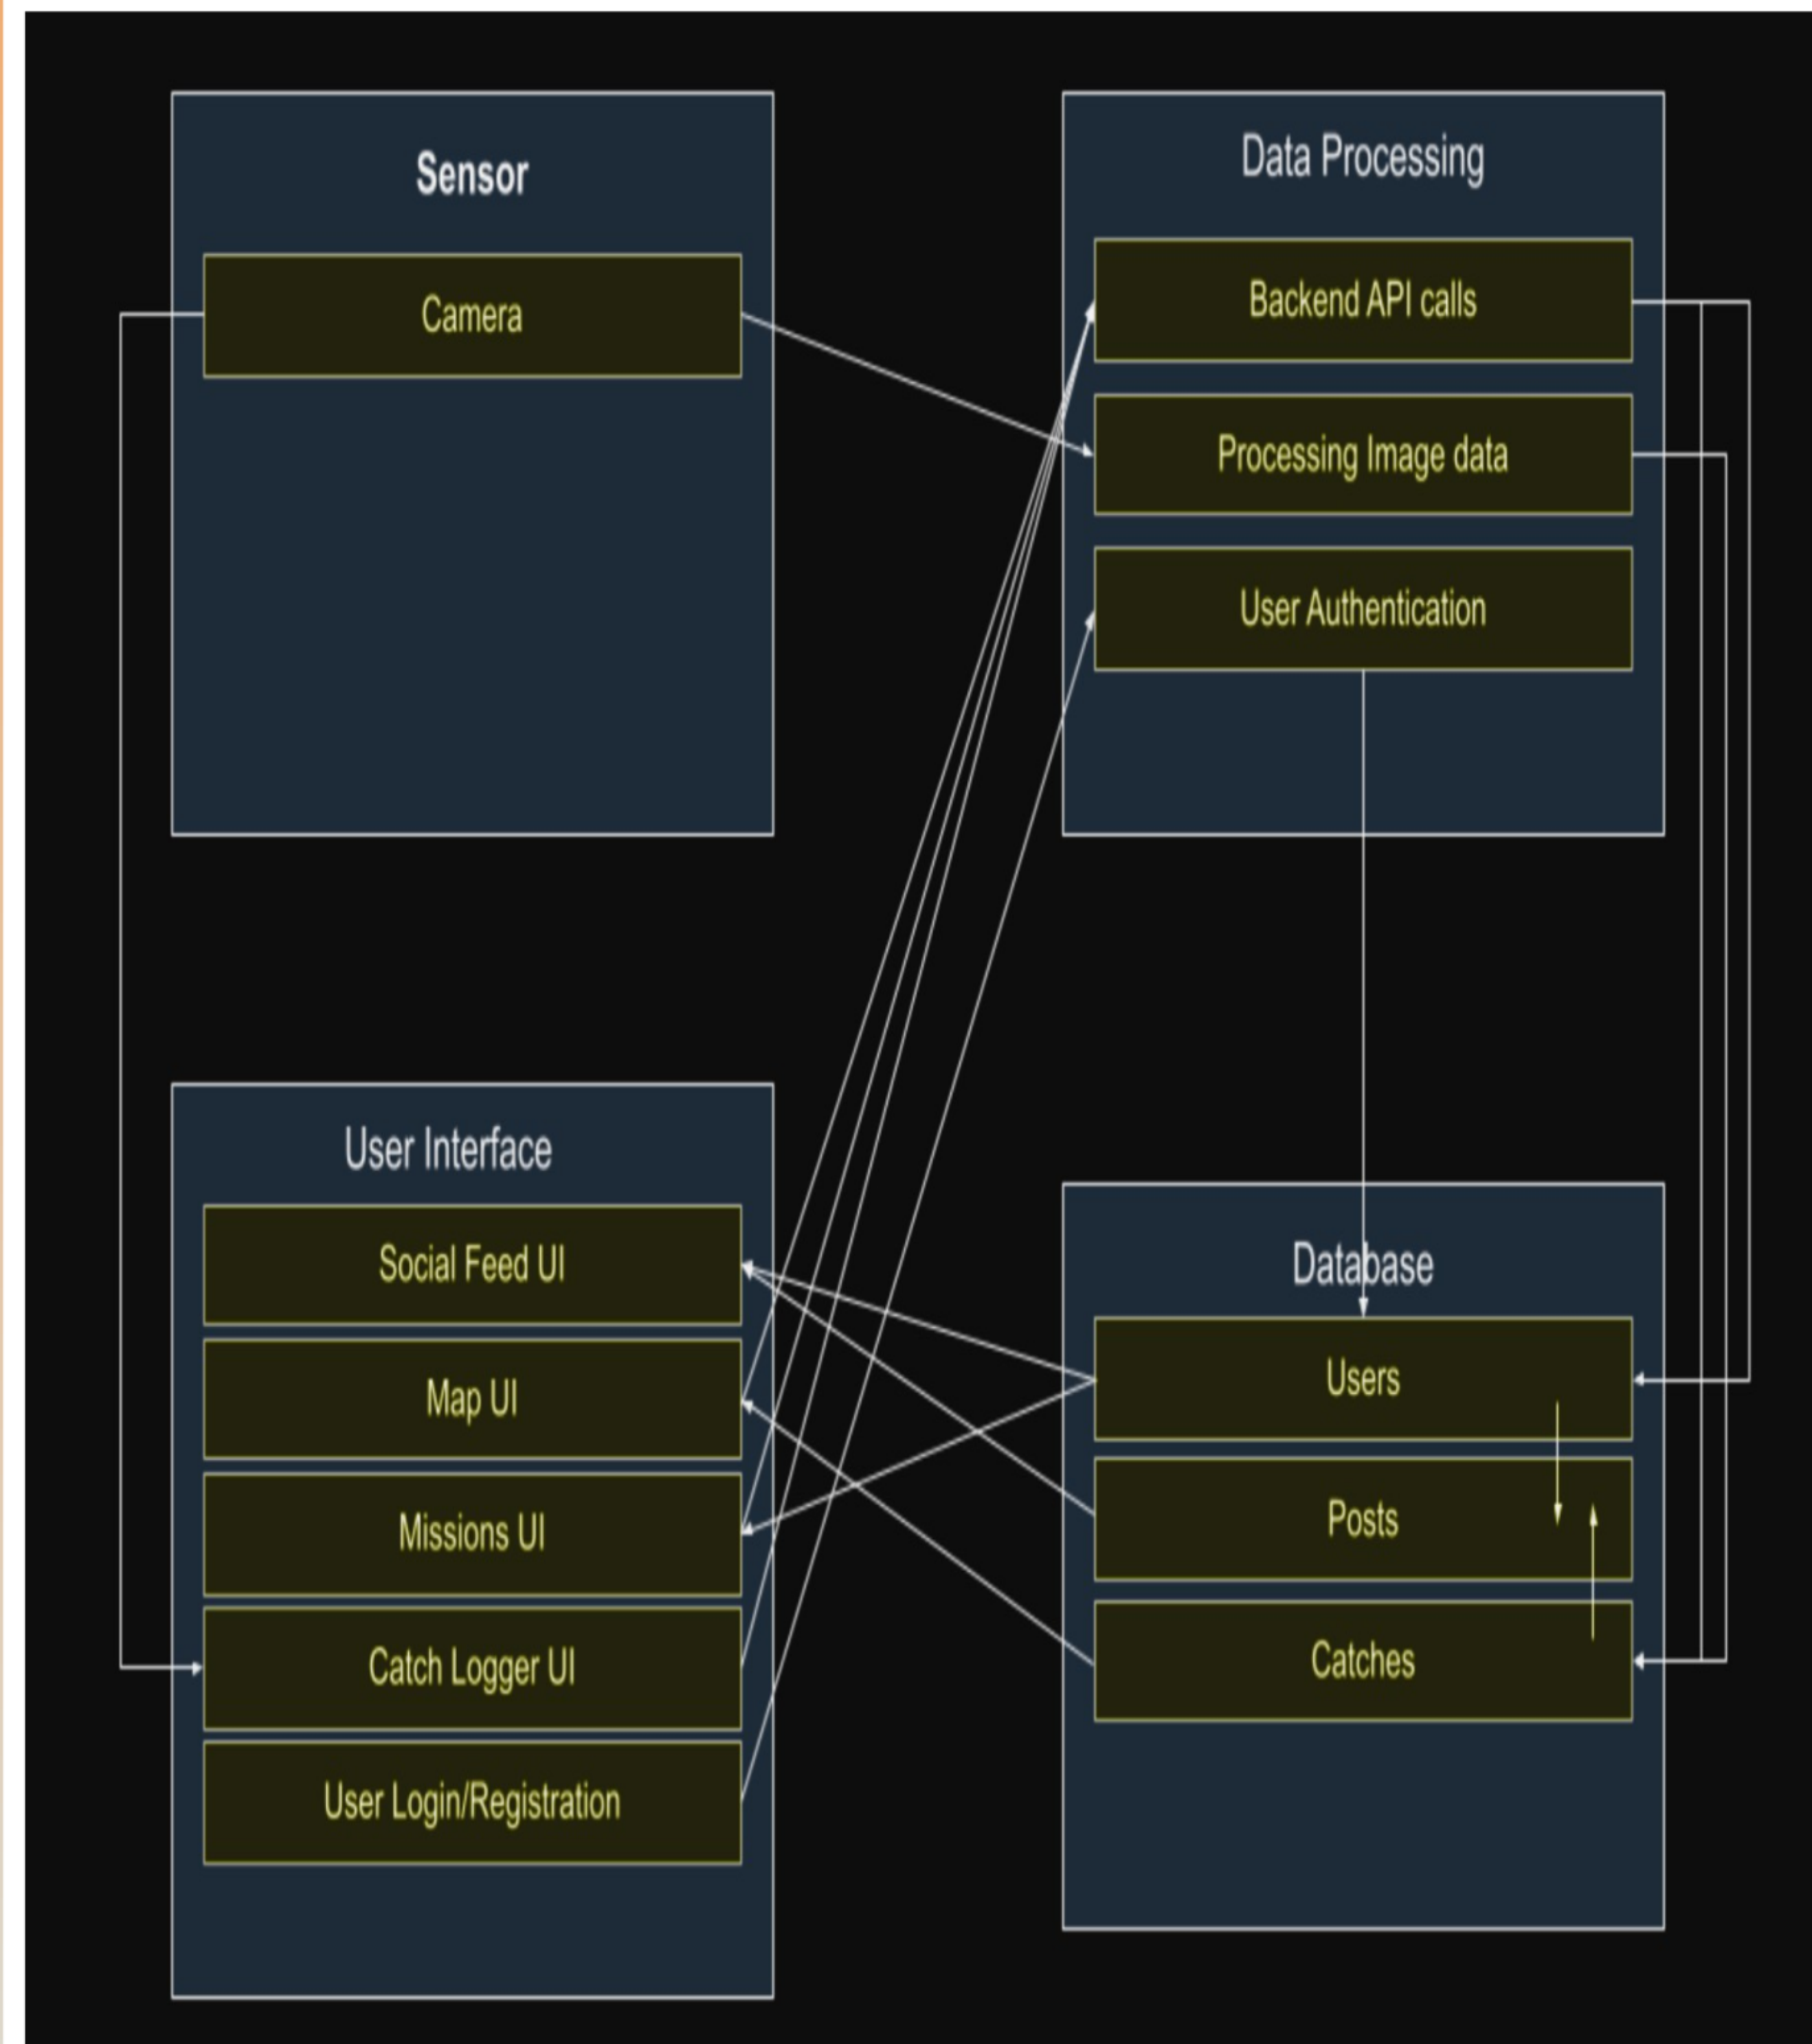 Sensor
Camera
Data Processing
Backend API calls
Processing Image data
User Authentication
User Interface
Social Feed UI
Map UI
Missions UI
Catch Logger UI
User Login/Registration
Database
Users
Posts
Catches